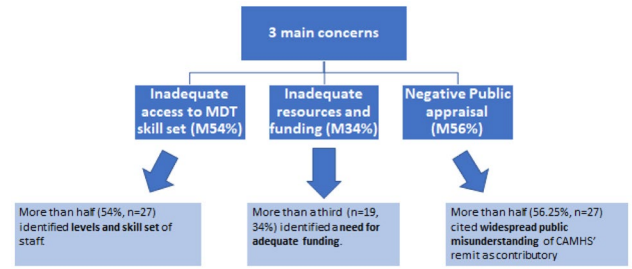 3 main concerns
Inadequate
access to MDT
skill set (M54%)
Inadequate
resources and
funding (M34%)
Negative Public
appraisal
(M56%)
More than half (54%, n=27)
identified levels and skill set of
staff.
More than a third (n=19,
34%) identified a need for
adequate funding.
More than half (56.25%, n=27)
cited widespread public
misunderstanding of CAMHS'
remit as contributory